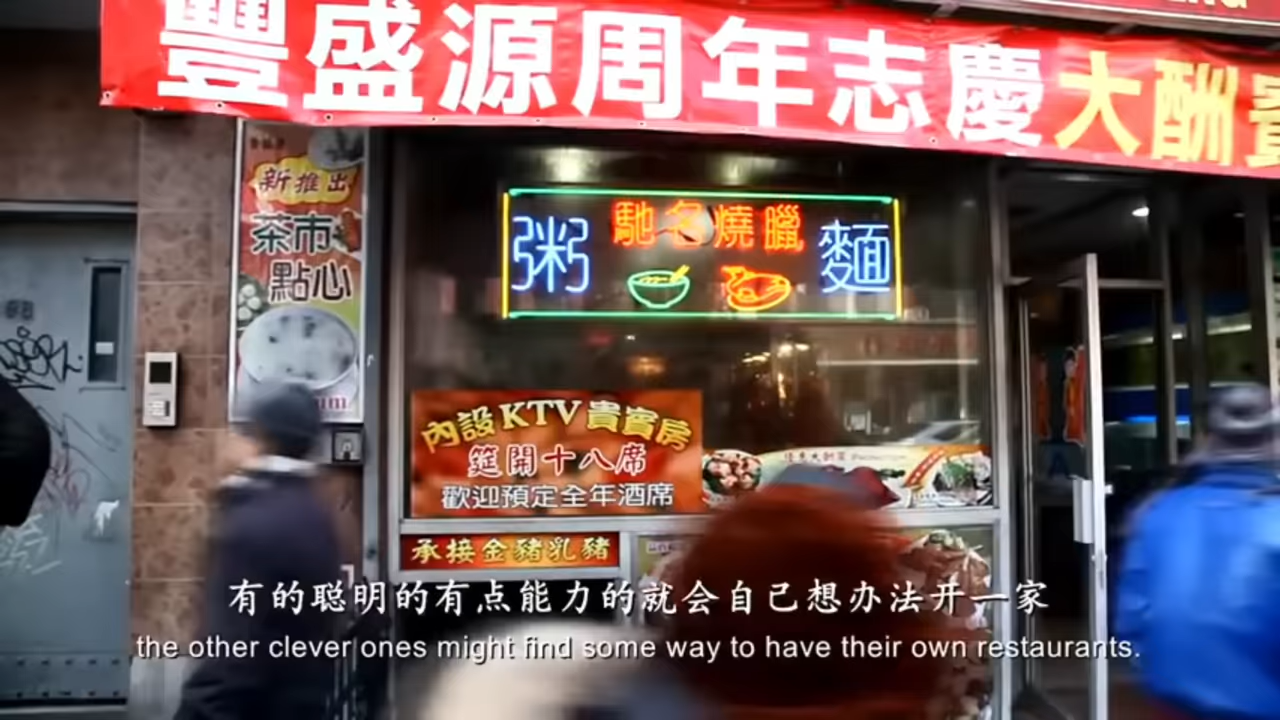 豐盛源周年志慶大酬賓
新推出
茶市
點心
粥 馳名燒臘 麵
內設KTV貴賓房
筵開十八席
歡迎預定全年酒席
承接金豬乳豬
有的聪明的有点能力的就会自己想办法开一家
the other clever ones might find some way to have their own restaurants.